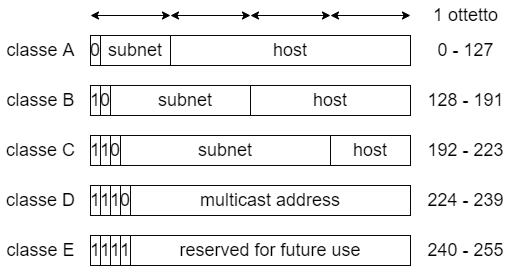 1 ottetto
classe A 0 subnet host 0 - 127
classe B 10 subnet host 128 - 191
classe C 110 subnet host 192 - 223
classe D 1110 multicast address 224 - 239
classe E 1111 reserved for future use 240 - 255